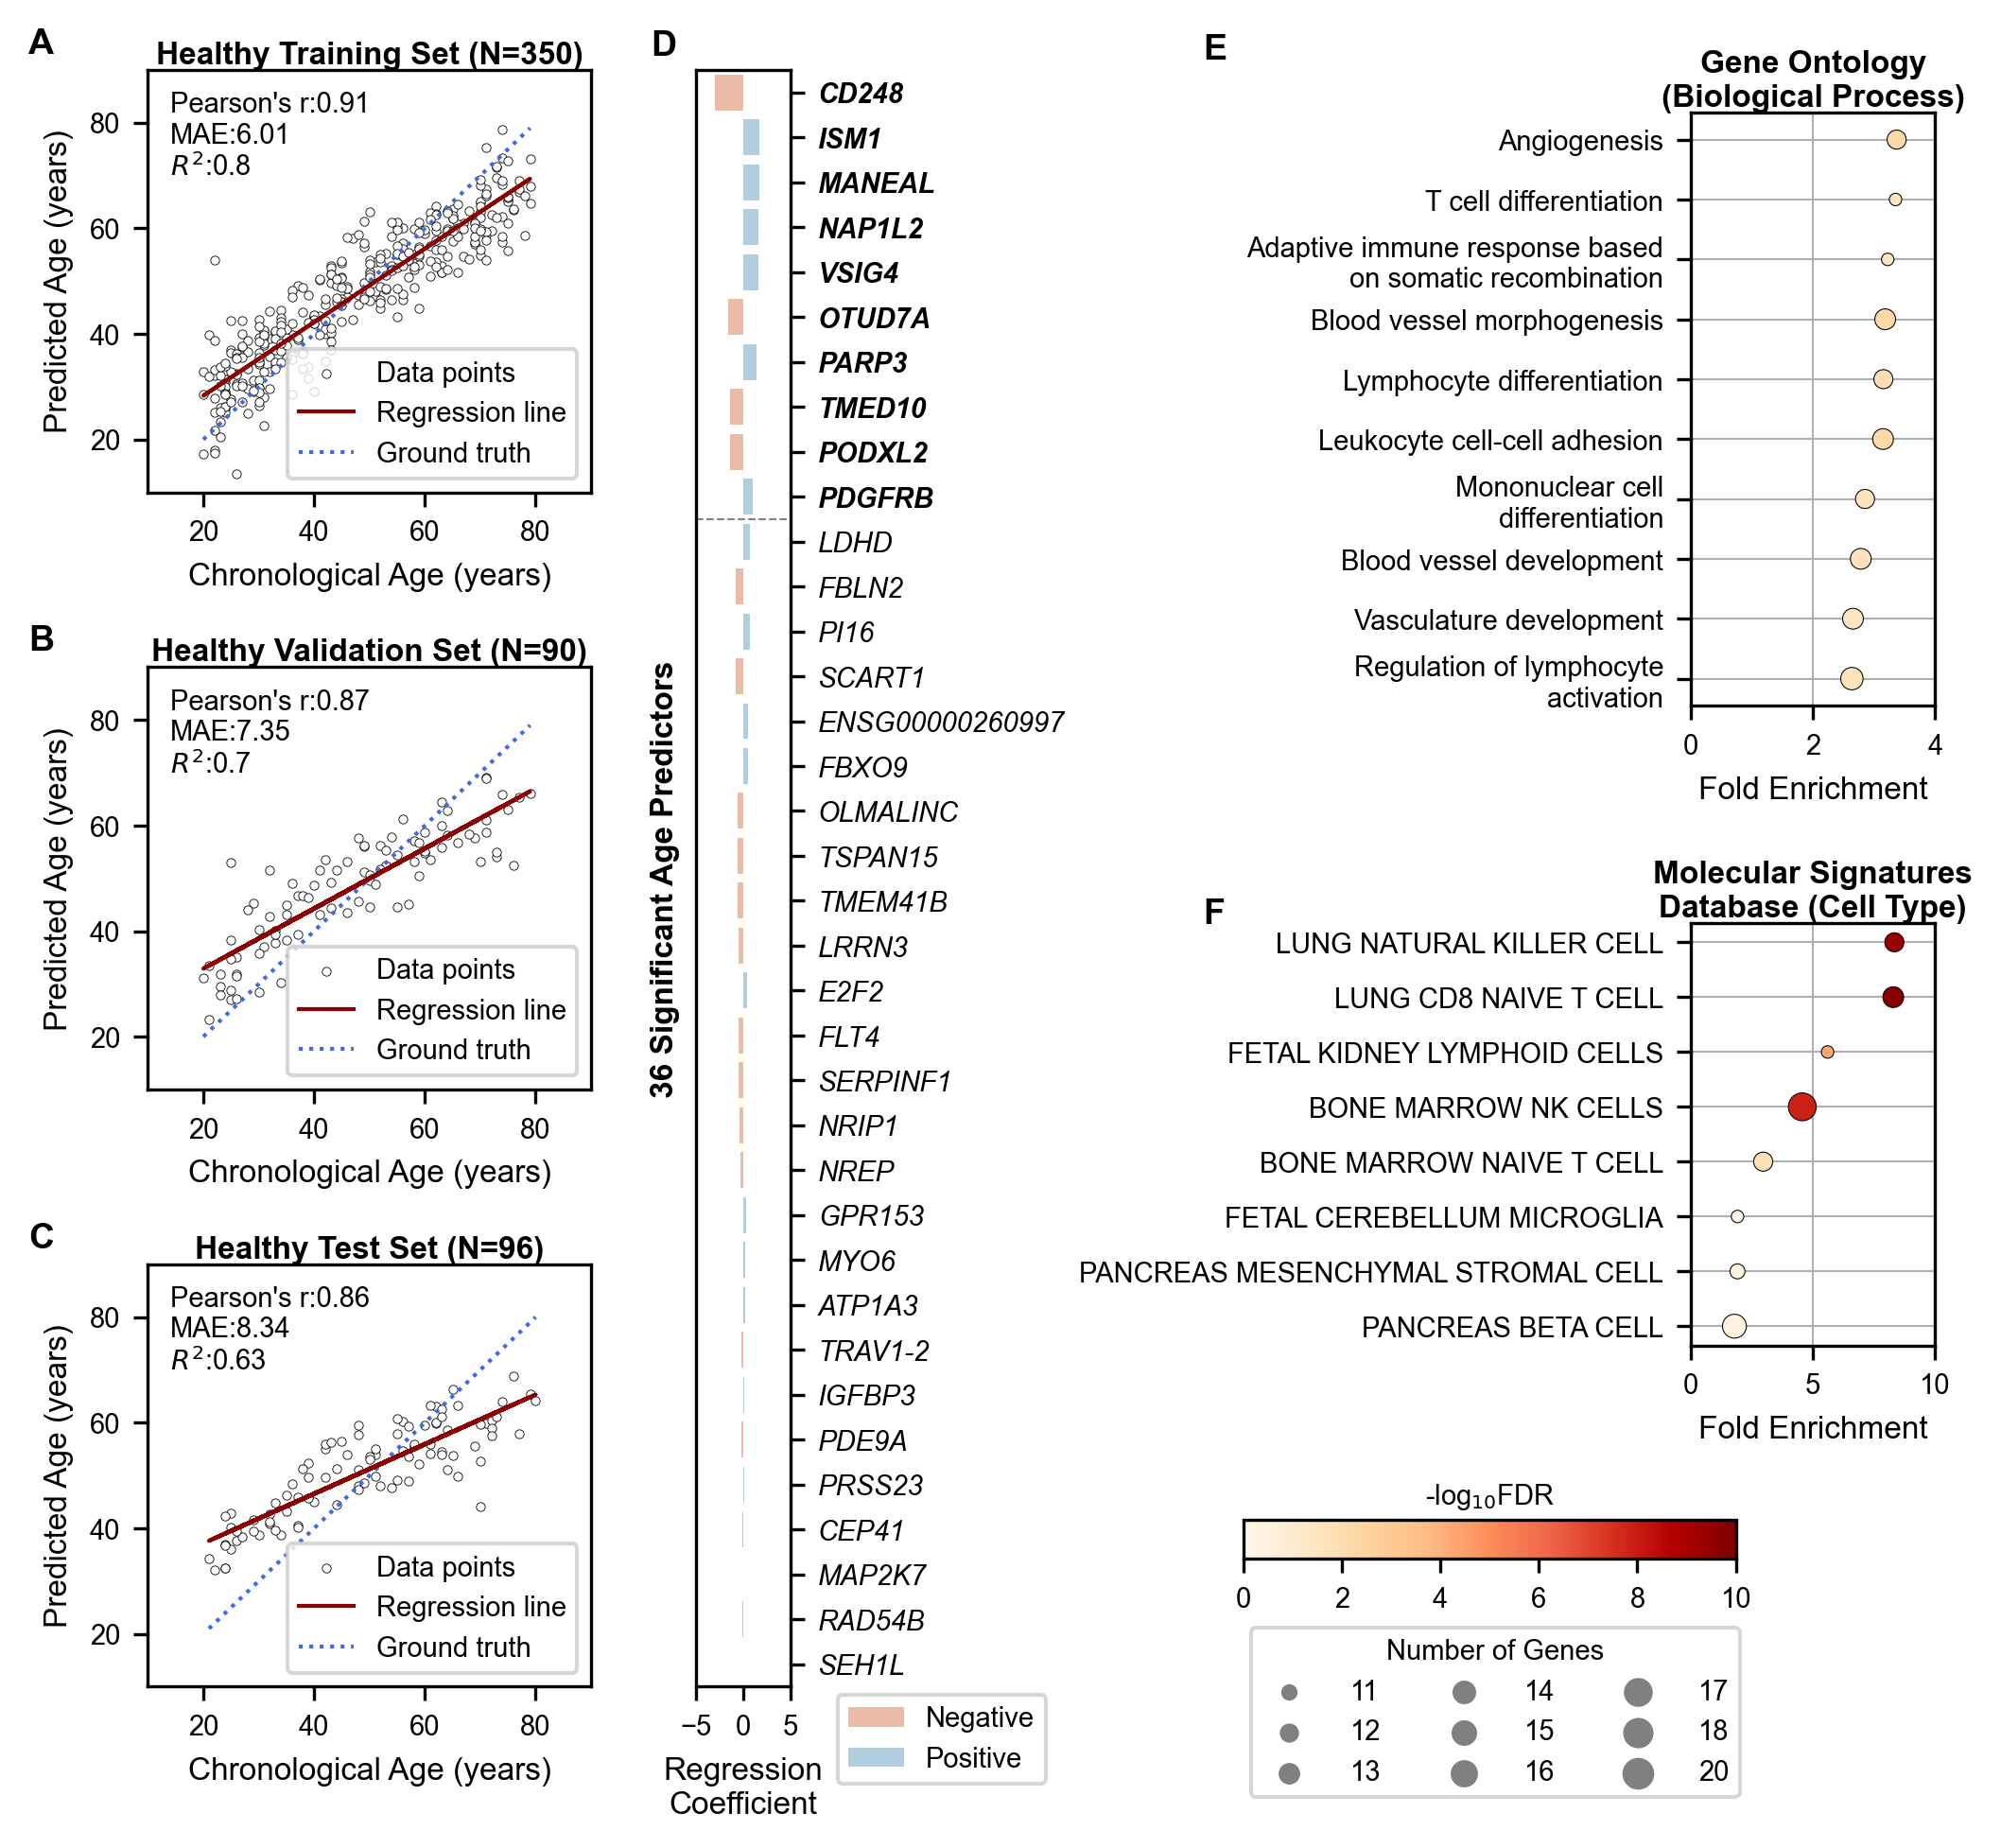 A
Healthy Training Set (N=350)
Pearson's r:0.91
MAE:6.01
R²:0.8
80
60
40
20
Predicted Age (years)
Data points
Regression line
Ground truth
20 40 60 80
Chronological Age (years)
B
Healthy Validation Set (N=90)
Pearson's r:0.87
MAE:7.35
R²:0.7
80
60
40
20
Predicted Age (years)
Data points
Regression line
Ground truth
20 40 60 80
Chronological Age (years)
C
Healthy Test Set (N=96)
Pearson's r:0.86
MAE:8.34
R²:0.63
80
60
40
20
Predicted Age (years)
Data points
Regression line
Ground truth
20 40 60 80
Chronological Age (years)
D
36 Significant Age Predictors
CD248
ISM1
MANEAL
NAP1L2
VSIG4
OTUD7A
PARP3
TMED10
PODXL2
PDGFRB
LDHD
FBLN2
PI16
SCART1
ENSG00000260997
FBXO9
OLMALINC
TSPAN15
TMEM41B
LRRN3
E2F2
FLT4
SERPINF1
NRIP1
NREP
GPR153
MYO6
ATP1A3
TRAV1-2
IGFBP3
PDE9A
PRSS23
CEP41
MAP2K7
RAD54B
SEH1L
−5 0 5
Regression
Coefficient
Negative
Positive
E
Gene Ontology
(Biological Process)
Angiogenesis
T cell differentiation
Adaptive immune response based
on somatic recombination
Blood vessel morphogenesis
Lymphocyte differentiation
Leukocyte cell-cell adhesion
Mononuclear cell
differentiation
Blood vessel development
Vasculature development
Regulation of lymphocyte
activation
0 2 4
Fold Enrichment
F
Molecular Signatures
Database (Cell Type)
LUNG NATURAL KILLER CELL
LUNG CD8 NAIVE T CELL
FETAL KIDNEY LYMPHOID CELLS
BONE MARROW NK CELLS
BONE MARROW NAIVE T CELL
FETAL CEREBELLUM MICROGLIA
PANCREAS MESENCHYMAL STROMAL CELL
PANCREAS BETA CELL
0 5 10
Fold Enrichment
-log₁₀FDR
0 2 4 6 8 10
Number of Genes
11 14 17
12 15 18
13 16 20